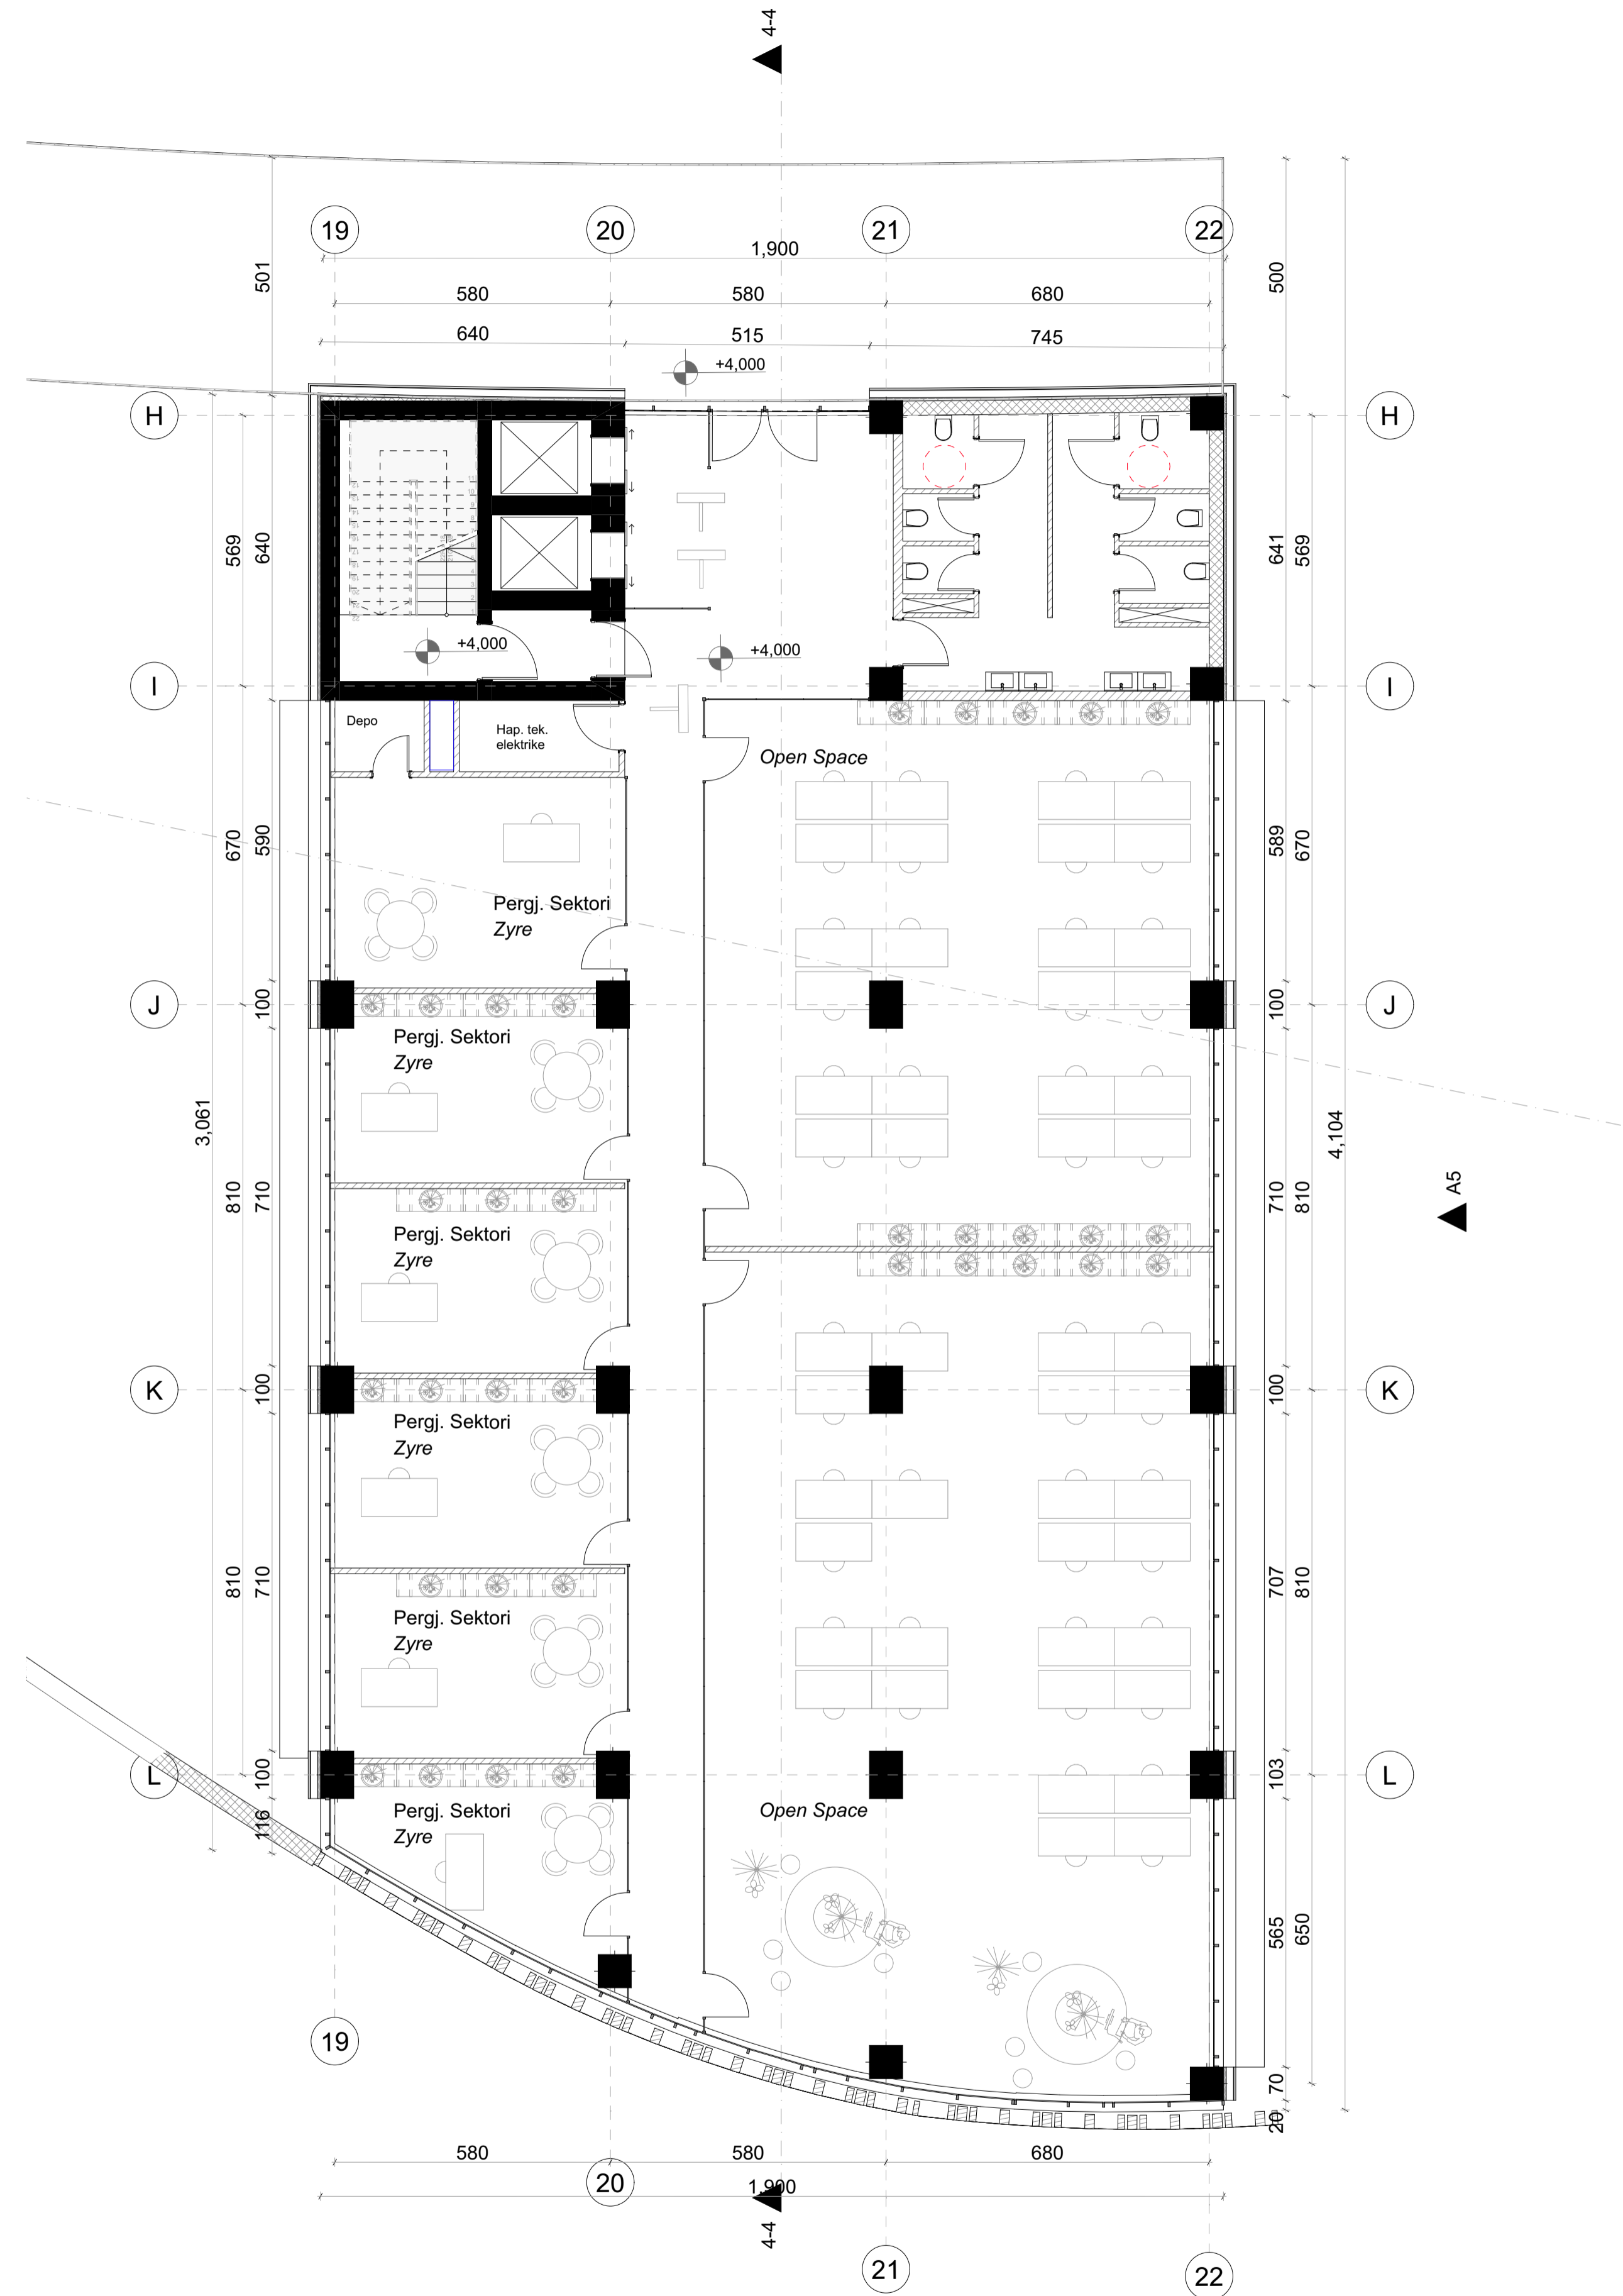 4-4
19
20
21
22
1,900
501
500
580
580
680
640
515
745
+4,000
H
H
569
640
641
569
+4,000
+4,000
I
I
Depo
Hap. tek.
elektrike
Open Space
670
590
589
670
Pergj. Sektori
Zyre
J
100
100
J
Pergj. Sektori
Zyre
3,061
4,104
A5
810
710
710
810
Pergj. Sektori
Zyre
K
100
100
K
Pergj. Sektori
Zyre
810
710
707
810
Pergj. Sektori
Zyre
L
100
103
L
116
Pergj. Sektori
Zyre
Open Space
565
650
19
70
20
580
580
680
20
1,900
4-4
21
22